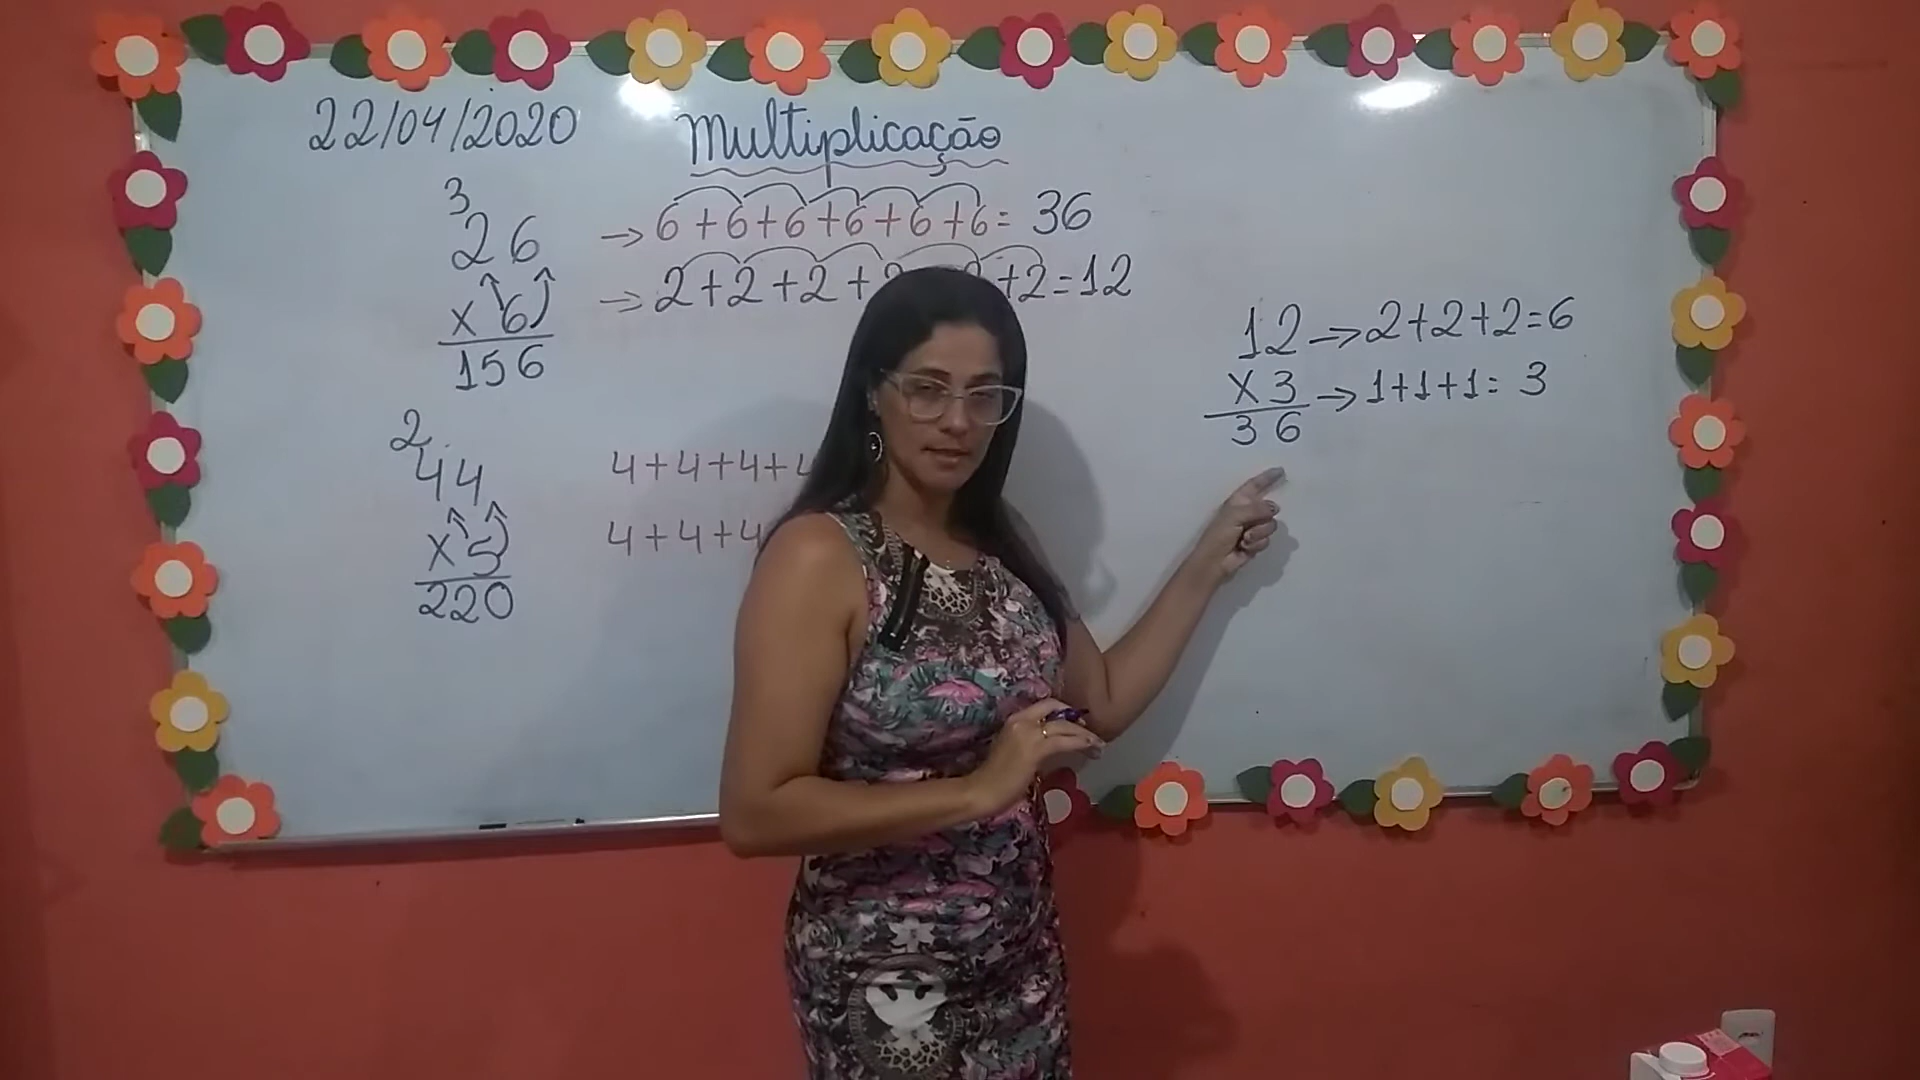 22/04/2020 Multiplicação
3
26 → 6+6+6+6+6+6= 36
→ 2+2+2+2+2+2=12
x 6
156
2
44 4+4+4+4
x 5 4+4+4
220
12 → 2+2+2=6
x 3 → 1+1+1= 3
36